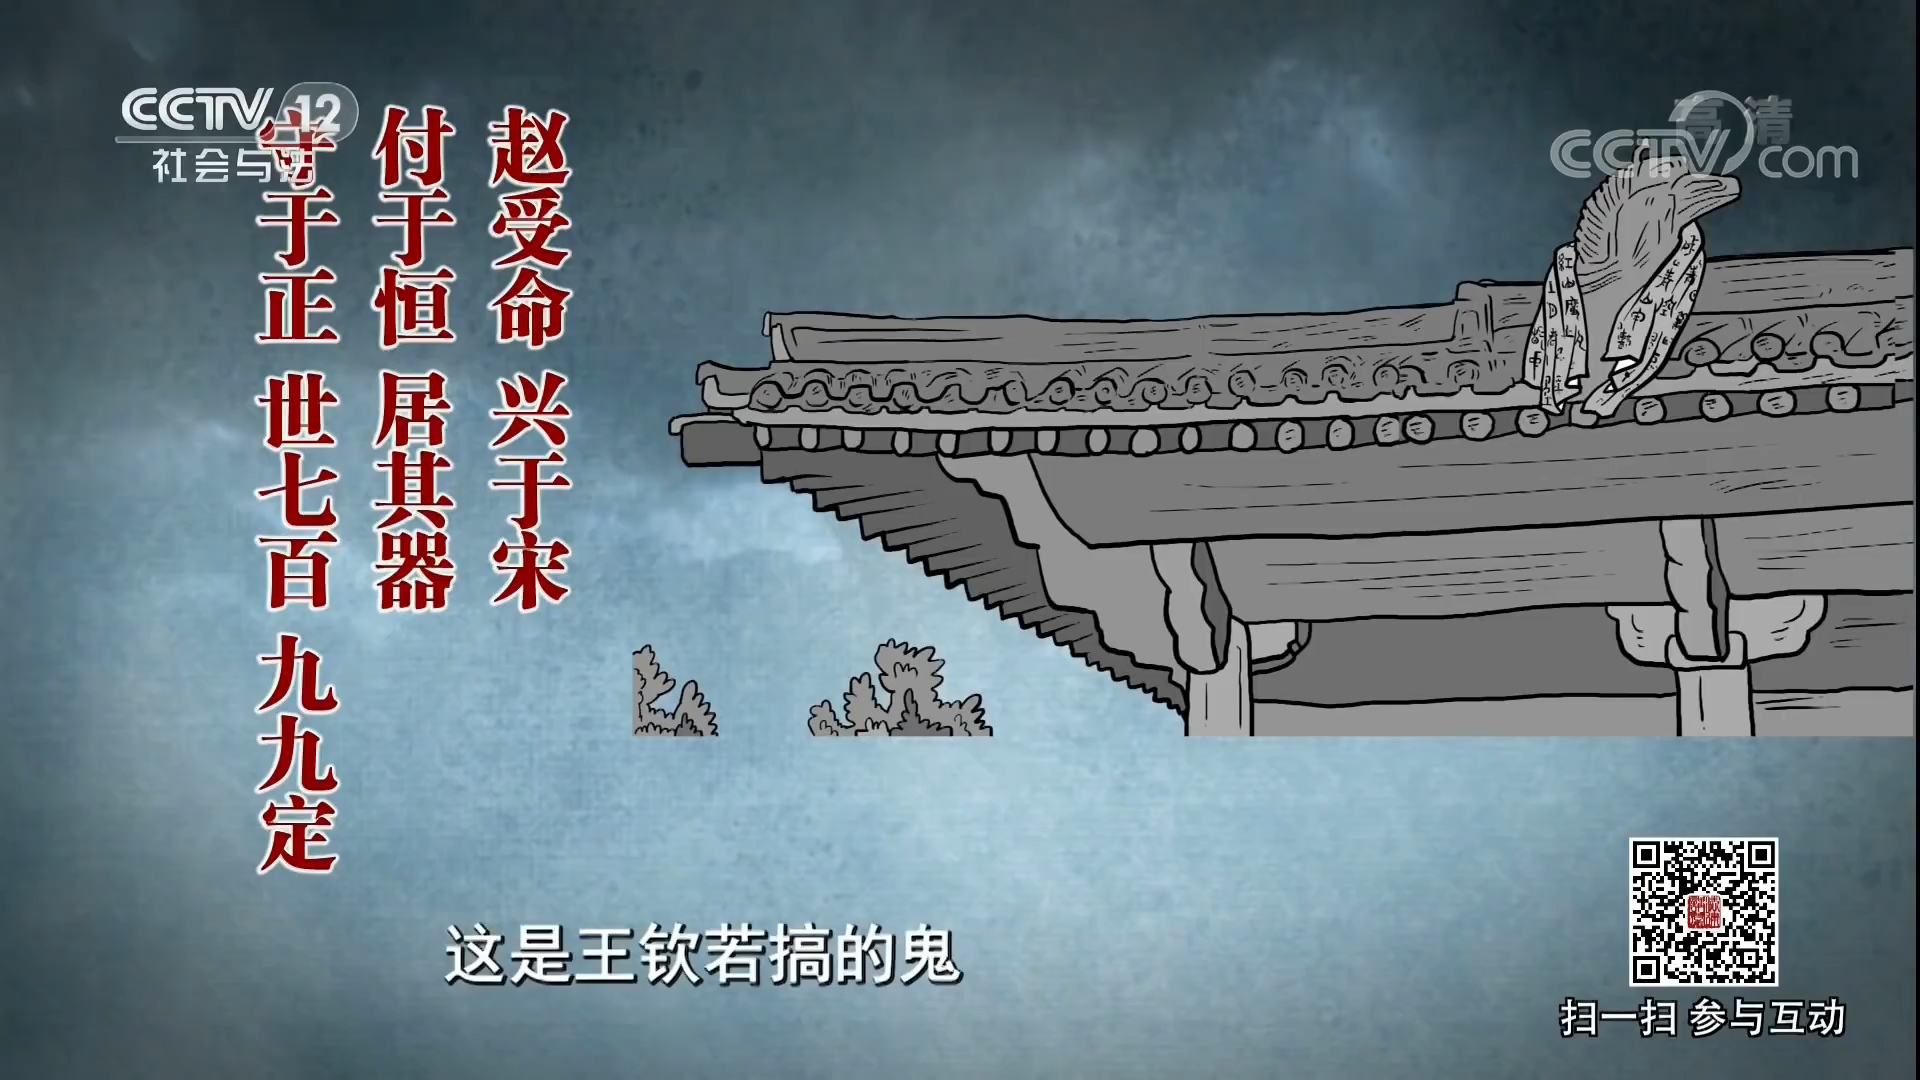 CCTV 12
社会与法
高清
CCTV com
赵受命 兴于宋
付于恒 居其器
守于正 世七百 九九定
这是王钦若搞的鬼
扫一扫 参与互动